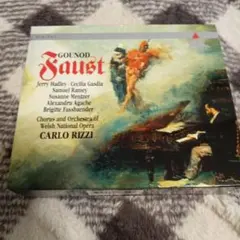 GOUNOD
Faust
Jerry Hadley · Cecilia Gasdia
Samuel Ramey
Susanne Mentzer
Alexandru Agache
Brigitte Fassbaender
Chorus and Orchestra of
Welsh National Opera
CARLO RIZZI